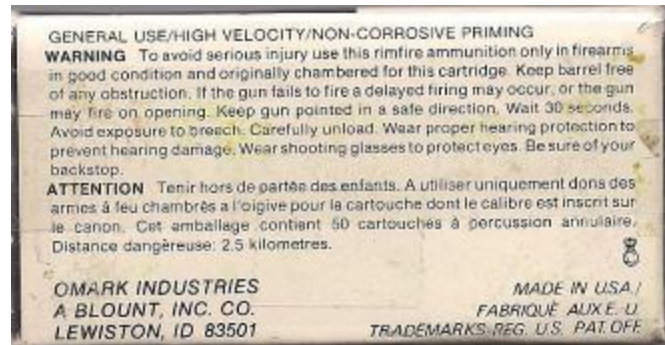 GENERAL USE/HIGH VELOCITY/NON-CORROSIVE PRIMING
WARNING To avoid serious injury use this rimfire ammunition only in firearms
in good condition and originally chambered for this cartridge. Keep barrel free
of any obstruction. If the gun fails to fire a delayed firing may occur, or the gun
may fire on opening. Keep gun pointed in a safe direction. Wait 30 seconds.
Avoid exposure to breech. Carefully unload. Wear proper hearing protection to
prevent hearing damage. Wear shooting glasses to protect eyes. Be sure of your
backstop.
ATTENTION Tenir hors de partée des enfants. A utiliser uniquement dons des
armes à feu chambrés a l'oigive pour la cartouche dont le calibre est inscrit sur
le canon. Cet emballage contient 50 cartouches à percussion annulaire.
Distance dangèreuse: 2.5 kilometres.
OMARK INDUSTRIES
A BLOUNT, INC. CO.
LEWISTON, ID 83501
MADE IN U.S.A./
FABRIQUÈ AUX E.-U.
TRADEMARKS-REG. U.S. PAT. OFF.